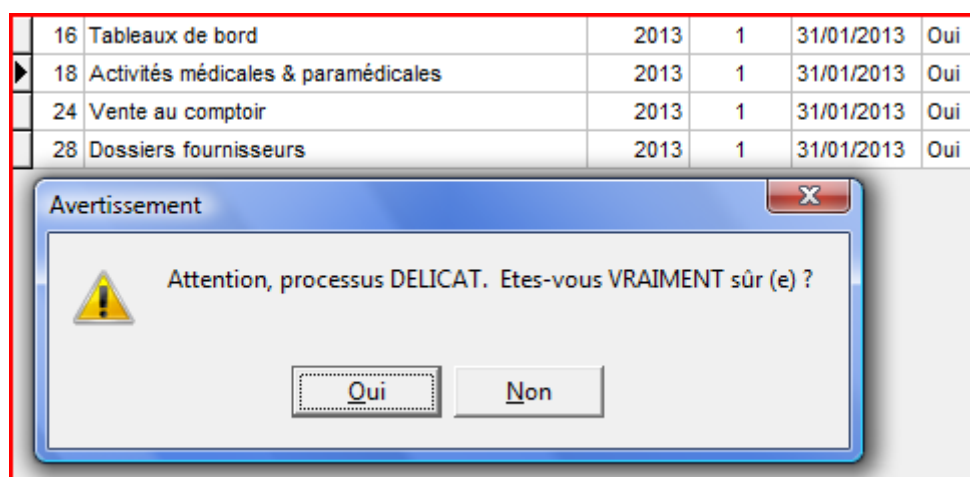 16 Tableaux de bord 2013 1 31/01/2013 Oui
18 Activités médicales & paramédicales 2013 1 31/01/2013 Oui
24 Vente au comptoir 2013 1 31/01/2013 Oui
28 Dossiers fournisseurs 2013 1 31/01/2013 Oui
Avertissement
Attention, processus DELICAT. Etes-vous VRAIMENT sûr (e) ?
Oui Non